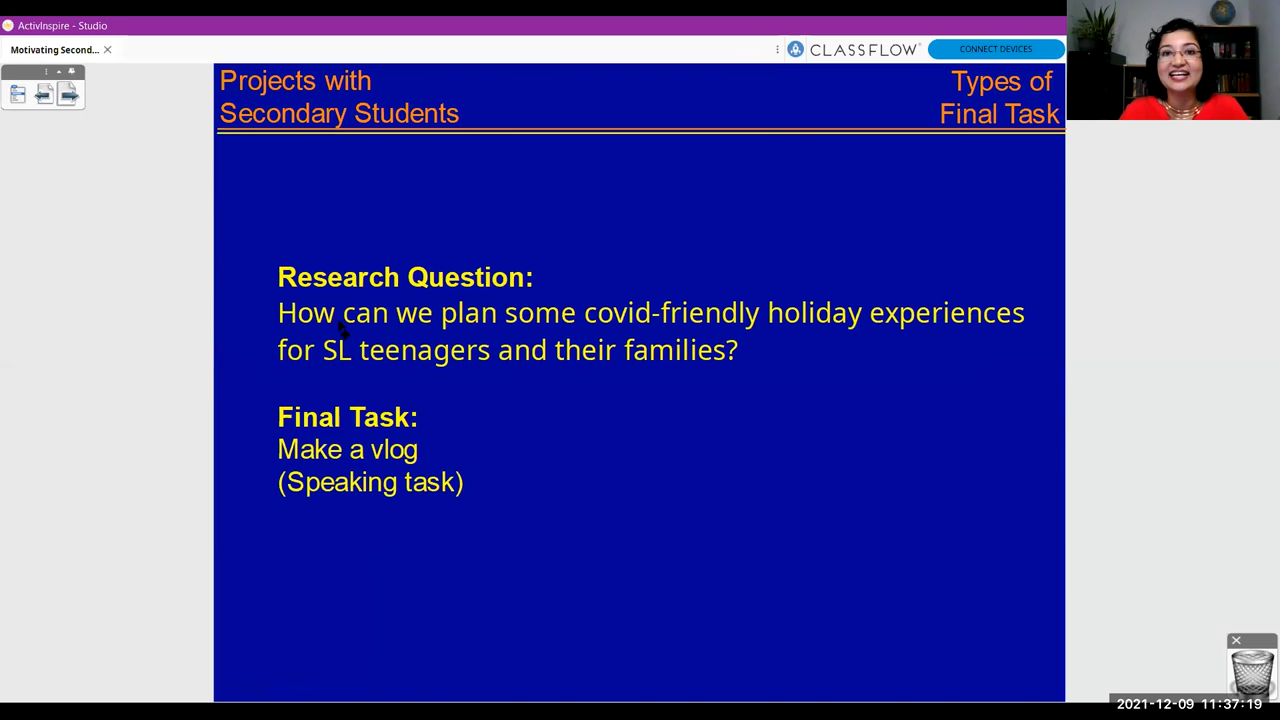 ActivInspire - Studio
Motivating Second...
CLASSFLOW
CONNECT DEVICES
Projects with
Secondary Students
Types of
Final Task
Research Question:
How can we plan some covid-friendly holiday experiences
for SL teenagers and their families?
Final Task:
Make a vlog
(Speaking task)
2021-12-09 11:37:19